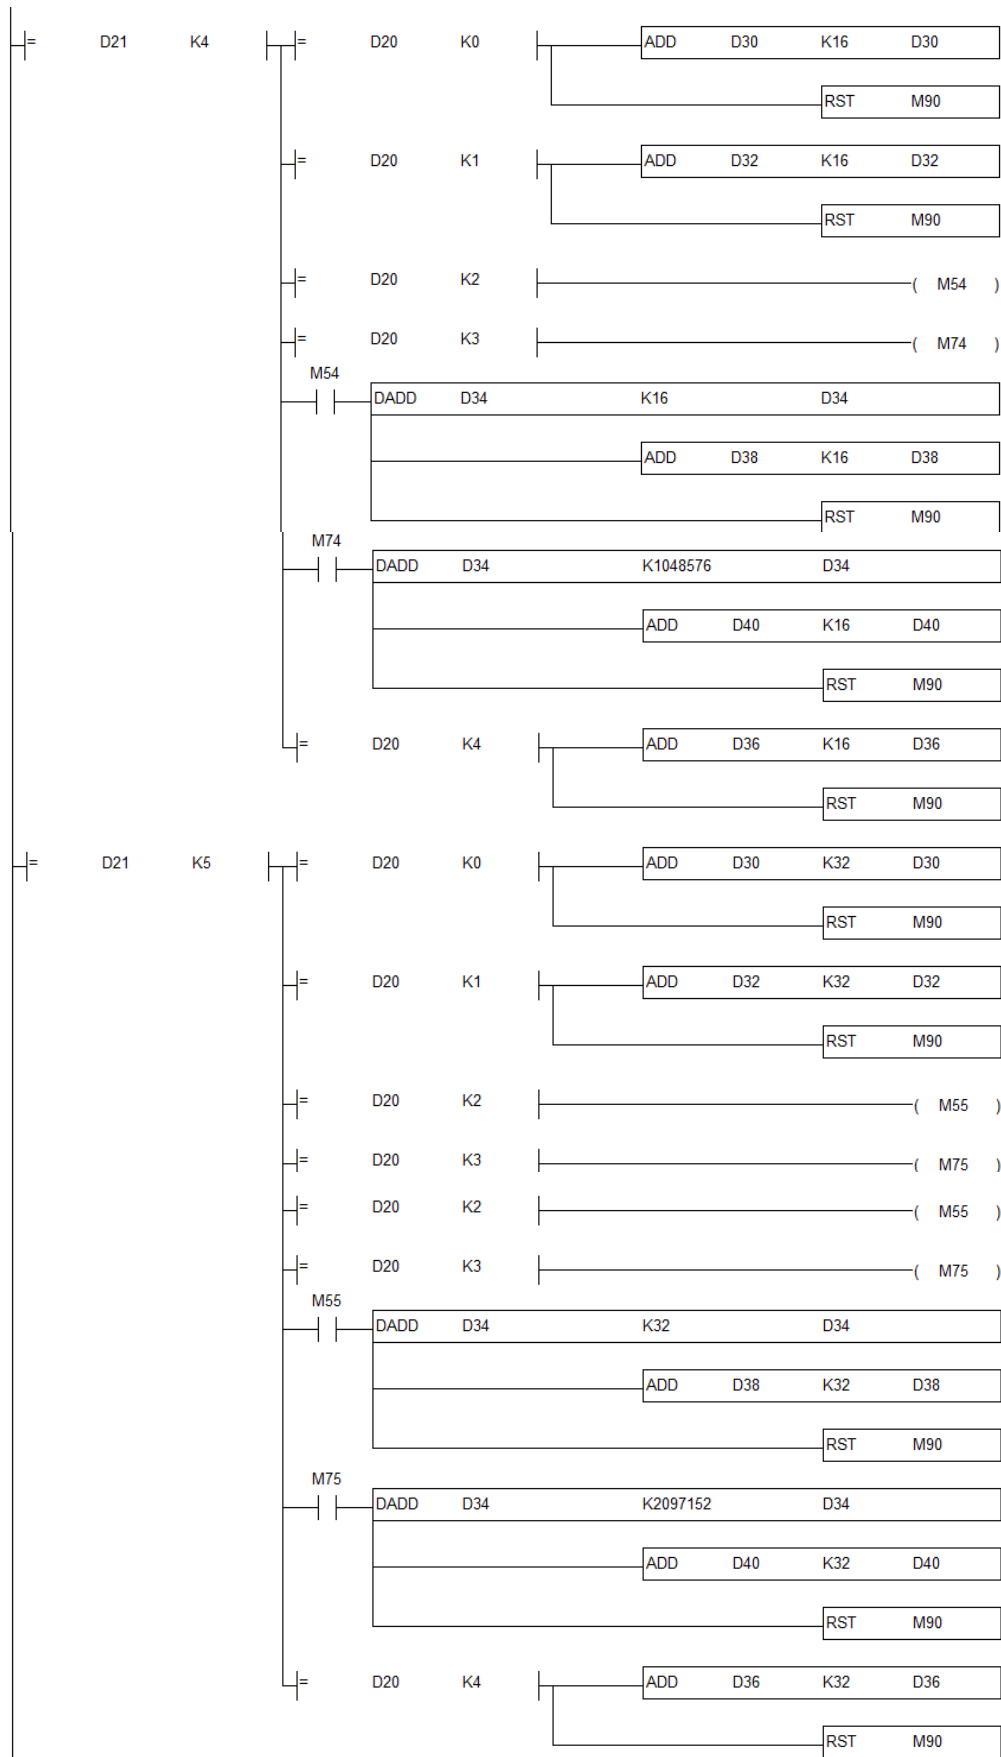 = D21 K4 = D20 K0 ADD D30 K16 D30
RST M90
= D20 K1 ADD D32 K16 D32
RST M90
= D20 K2 ( M54 )
= D20 K3 ( M74 )
M54
DADD D34 K16 D34
ADD D38 K16 D38
RST M90
M74
DADD D34 K1048576 D34
ADD D40 K16 D40
RST M90
= D20 K4 ADD D36 K16 D36
RST M90
= D21 K5 = D20 K0 ADD D30 K32 D30
RST M90
= D20 K1 ADD D32 K32 D32
RST M90
= D20 K2 ( M55 )
= D20 K3 ( M75 )
= D20 K2 ( M55 )
= D20 K3 ( M75 )
M55
DADD D34 K32 D34
ADD D38 K32 D38
RST M90
M75
DADD D34 K2097152 D34
ADD D40 K32 D40
RST M90
= D20 K4 ADD D36 K32 D36
RST M90